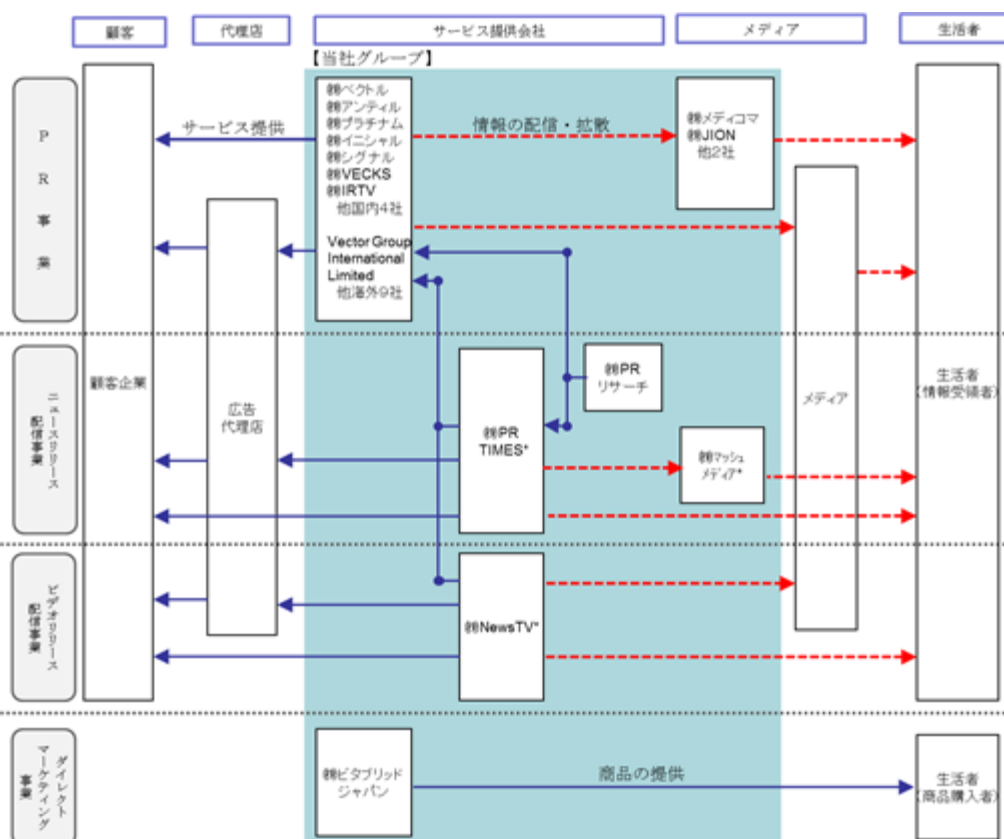 顧客
代理店
サービス提供会社
メディア
生活者
【当社グループ】
PR事業
サービス提供
㈱ベクトル
㈱アンティル
㈱プラチナム
㈱イニシャル
㈱シグナル
㈱VECKS
㈱IRTV
他国内4社
Vector Group
International
Limited
他海外9社
情報の配信・拡散
㈱メディコマ
㈱JION
他2社
ニュースリリース
配信事業
顧客企業
広告
代理店
㈱PR
TIMES*
㈱PR
リサーチ
㈱マッシュ
メディア*
メディア
生活者
(情報受領者)
ビデオリリース
配信事業
㈱NewsTV*
ダイレクト
マーケティング
事業
㈱ビタブリッド
ジャパン
商品の提供
生活者
(商品購入者)